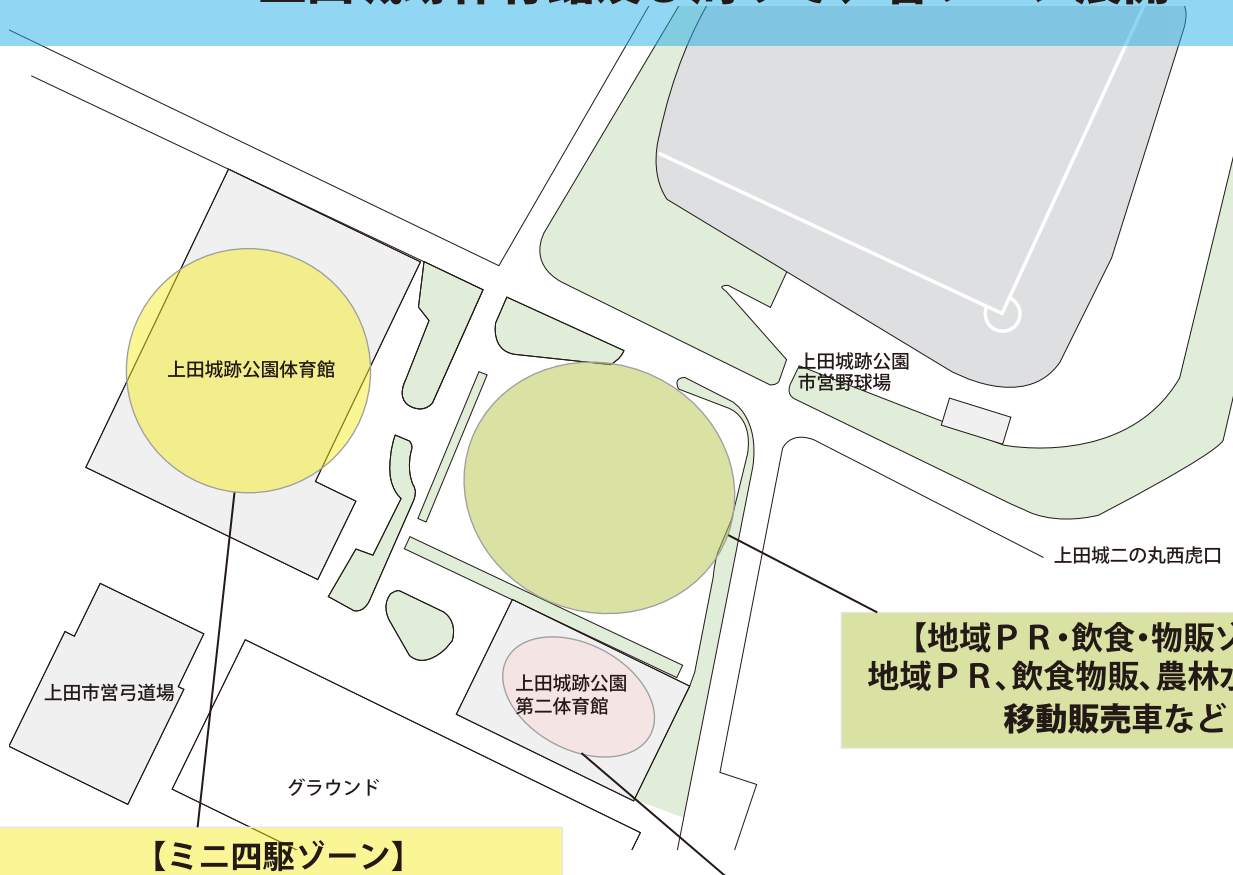 上田城跡公園体育館
上田城跡公園
市営野球場
上田城二の丸西虎口
【地域ＰＲ・飲食・物販ゾ
地域ＰＲ、飲食物販、農林
移動販売車など
上田城跡公園
第二体育館
上田市営弓道場
グラウンド
【ミニ四駆ゾーン】